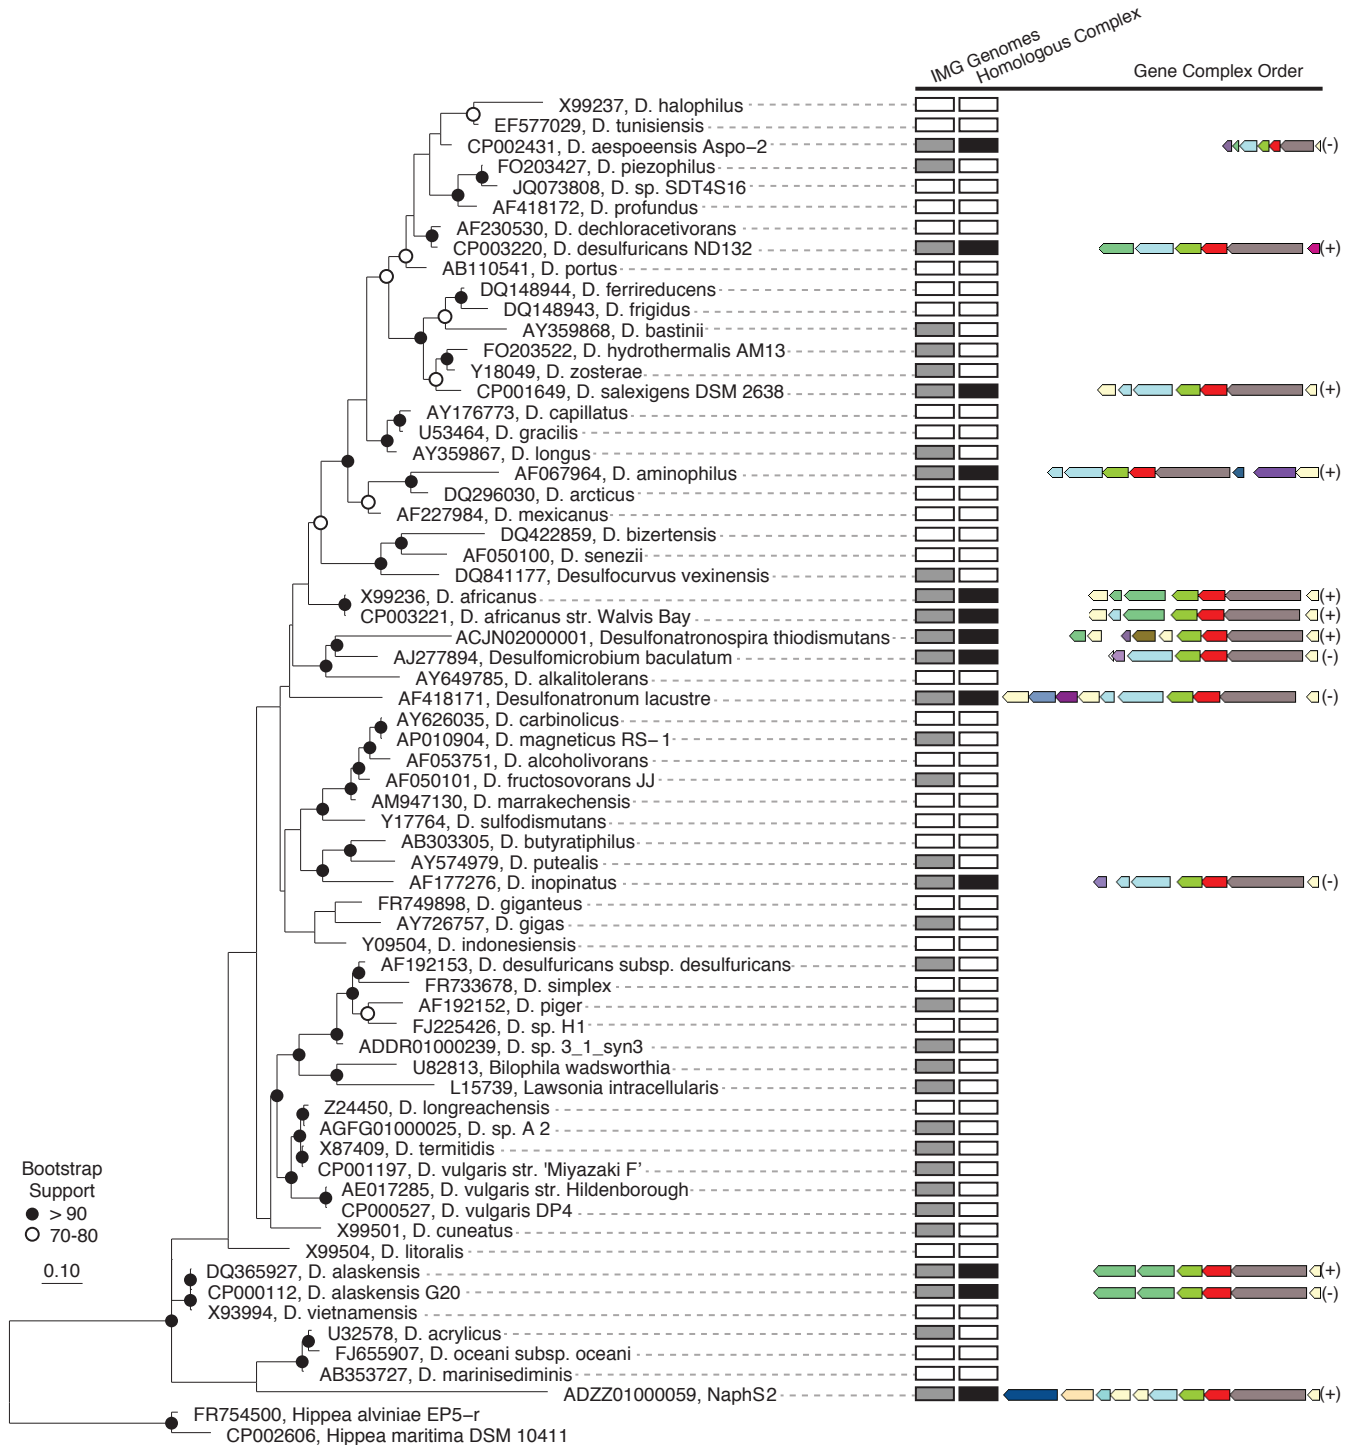 IMG Genomes
Homologous Complex
Gene Complex Order
X99237, D. halophilus
EF577029, D. tunisiensis
CP002431, D. aespoeensis Aspo−2 (-)
FO203427, D. piezophilus
JQ073808, D. sp. SDT4S16
AF418172, D. profundus
AF230530, D. dechloracetivorans
CP003220, D. desulfuricans ND132 (+)
AB110541, D. portus
DQ148944, D. ferrireducens
DQ148943, D. frigidus
AY359868, D. bastinii
FO203522, D. hydrothermalis AM13
Y18049, D. zosterae
CP001649, D. salexigens DSM 2638 (+)
AY176773, D. capillatus
U53464, D. gracilis
AY359867, D. longus
AF067964, D. aminophilus (+)
DQ296030, D. arcticus
AF227984, D. mexicanus
DQ422859, D. bizertensis
AF050100, D. senezii
DQ841177, Desulfocurvus vexinensis
X99236, D. africanus (+)
CP003221, D. africanus str. Walvis Bay (+)
ACJN02000001, Desulfonatronospira thiodismutans (+)
AJ277894, Desulfomicrobium baculatum (-)
AY649785, D. alkalitolerans
AF418171, Desulfonatronum lacustre (-)
AY626035, D. carbinolicus
AP010904, D. magneticus RS−1
AF053751, D. alcoholivorans
AF050101, D. fructosovorans JJ
AM947130, D. marrakechensis
Y17764, D. sulfodismutans
AB303305, D. butyratiphilus
AY574979, D. putealis
AF177276, D. inopinatus (-)
FR749898, D. giganteus
AY726757, D. gigas
Y09504, D. indonesiensis
AF192153, D. desulfuricans subsp. desulfuricans
FR733678, D. simplex
AF192152, D. piger
FJ225426, D. sp. H1
ADDR01000239, D. sp. 3_1_syn3
U82813, Bilophila wadsworthia
L15739, Lawsonia intracellularis
Z24450, D. longreachensis
AGFG01000025, D. sp. A 2
X87409, D. termitidis
CP001197, D. vulgaris str. 'Miyazaki F'
AE017285, D. vulgaris str. Hildenborough
CP000527, D. vulgaris DP4
X99501, D. cuneatus
X99504, D. litoralis
DQ365927, D. alaskensis (+)
CP000112, D. alaskensis G20 (-)
X93994, D. vietnamensis
U32578, D. acrylicus
FJ655907, D. oceani subsp. oceani
AB353727, D. marinisediminis
ADZZ01000059, NaphS2 (+)
FR754500, Hippea alviniae EP5−r
CP002606, Hippea maritima DSM 10411
Bootstrap
Support
> 90
70-80
0.10